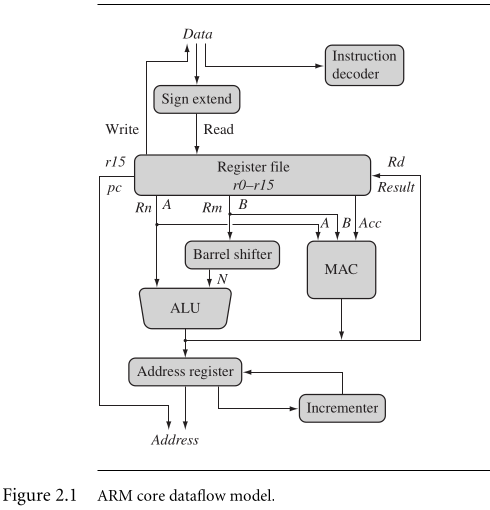 Data
Instruction
decoder
Sign extend
Write
Read
r15
Register file
Rd
pc
r0–r15
Result
Rn
A
Rm
B
A
B
Acc
Barrel shifter
MAC
N
ALU
Address register
Incrementer
Address
Figure 2.1 ARM core dataflow model.